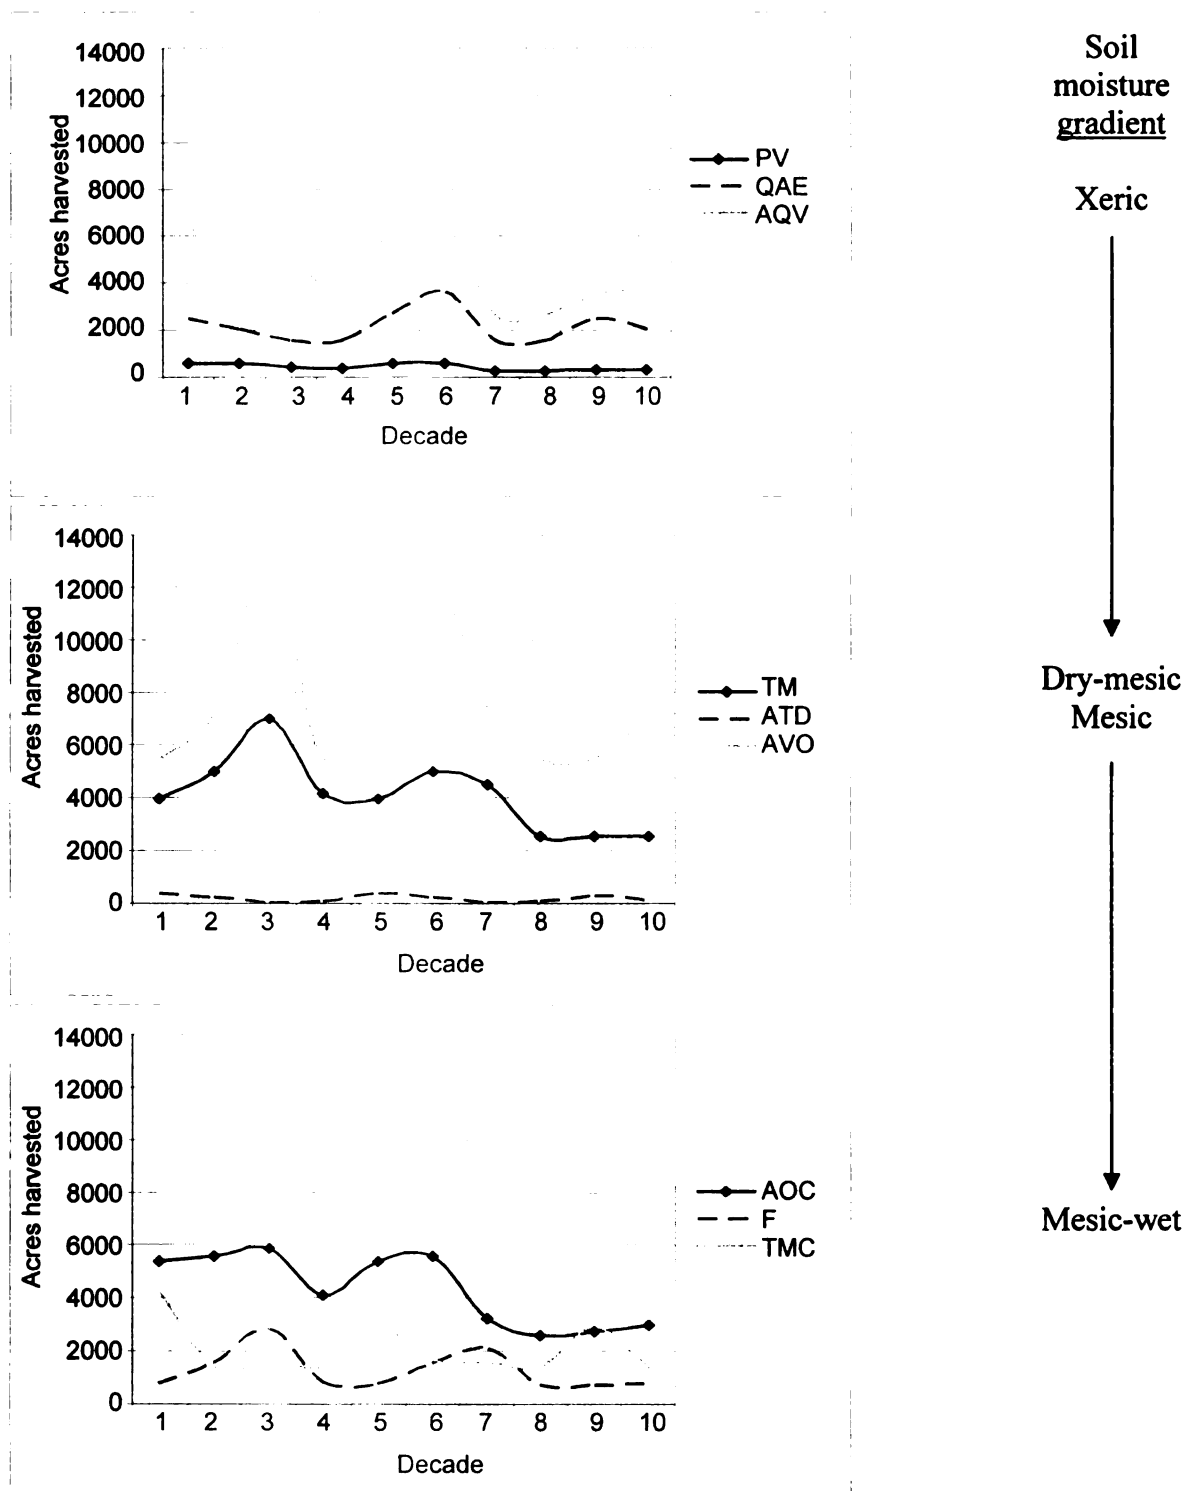 Soil
moisture
gradient
Xeric
Dry-mesic
Mesic
Mesic-wet
14000
12000
10000
8000
6000
4000
2000
0
Acres harvested
1 2 3 4 5 6 7 8 9 10
Decade
PV
QAE
AQV
14000
12000
10000
8000
6000
4000
2000
0
Acres harvested
1 2 3 4 5 6 7 8 9 10
Decade
TM
ATD
AVO
14000
12000
10000
8000
6000
4000
2000
0
Acres harvested
1 2 3 4 5 6 7 8 9 10
Decade
AOC
F
TMC